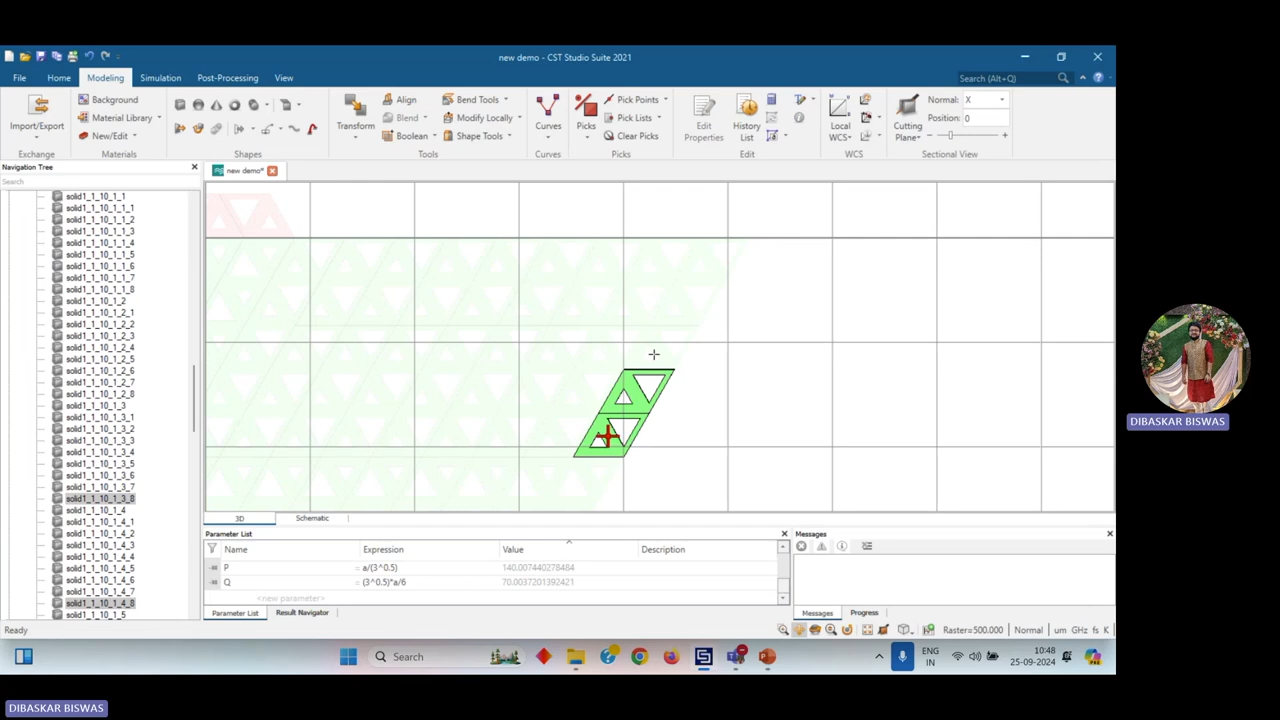 new demo - CST Studio Suite 2021
File Home Modeling Simulation Post-Processing View Search (Alt+Q)
Import/Export Background Material Library New/Edit Transform Align Blend Boolean Bend Tools Modify Locally Shape Tools Curves Picks Pick Points Pick Lists Clear Picks Edit Properties History List Local WCS Cutting Plane Normal: X Position: 0
Exchange Materials Shapes Tools Curves Picks Edit WCS Sectional View
Navigation Tree
new demo*
Search
solid1_1_10_1_1
solid1_1_10_1_1_1
solid1_1_10_1_1_2
solid1_1_10_1_1_3
solid1_1_10_1_1_4
solid1_1_10_1_1_5
solid1_1_10_1_1_6
solid1_1_10_1_1_7
solid1_1_10_1_1_8
solid1_1_10_1_2
solid1_1_10_1_2_1
solid1_1_10_1_2_2
solid1_1_10_1_2_3
solid1_1_10_1_2_4
solid1_1_10_1_2_5
solid1_1_10_1_2_6
solid1_1_10_1_2_7
solid1_1_10_1_2_8
solid1_1_10_1_3
solid1_1_10_1_3_1
solid1_1_10_1_3_2
solid1_1_10_1_3_3
solid1_1_10_1_3_4
solid1_1_10_1_3_5
solid1_1_10_1_3_6
solid1_1_10_1_3_7
solid1_1_10_1_3_8
solid1_1_10_1_4
solid1_1_10_1_4_1
solid1_1_10_1_4_2
solid1_1_10_1_4_3
solid1_1_10_1_4_4
solid1_1_10_1_4_5
solid1_1_10_1_4_6
solid1_1_10_1_4_7
solid1_1_10_1_4_8
solid1_1_10_1_5
3D Schematic
Parameter List
Name Expression Value Description
P = a/(3^0.5) 140.007440278484
Q = (3^0.5)*a/6 70.0037201392421
<new parameter>
Parameter List Result Navigator
Messages
Messages Progress
Ready Raster=500.000 Normal um GHz fs K
Search ENG IN 10:48 25-09-2024
DIBASKAR BISWAS
DIBASKAR BISWAS